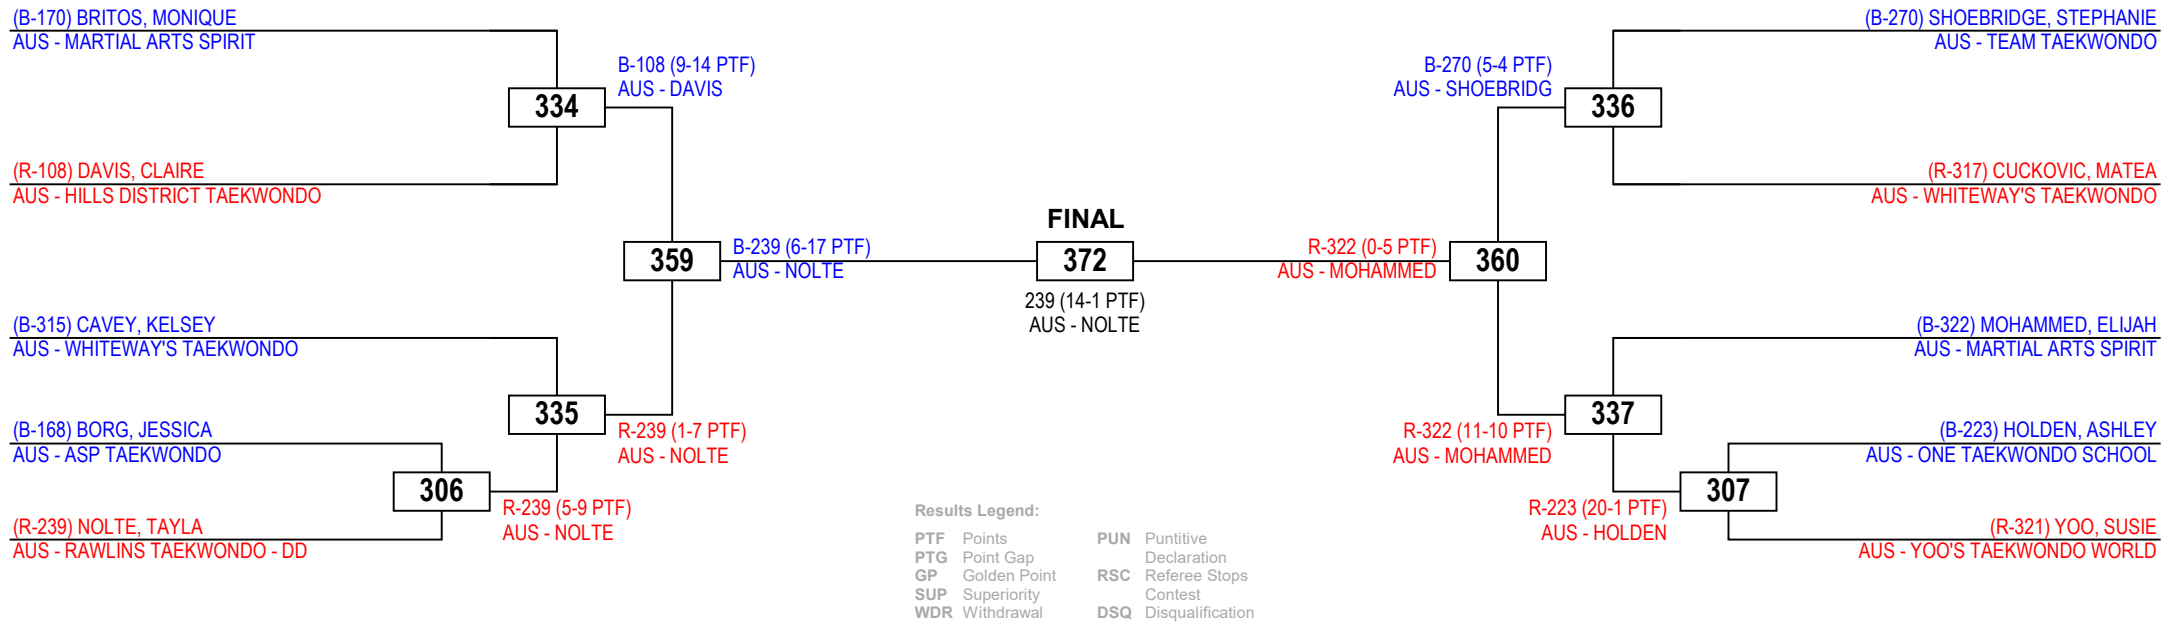 (B-170) BRITOS, MONIQUE
AUS - MARTIAL ARTS SPIRIT
B-108 (9-14 PTF)
AUS - DAVIS
334
(R-108) DAVIS, CLAIRE
AUS - HILLS DISTRICT TAEKWONDO
359
B-239 (6-17 PTF)
AUS - NOLTE
(B-315) CAVEY, KELSEY
AUS - WHITEWAY'S TAEKWONDO
335
R-239 (1-7 PTF)
AUS - NOLTE
(B-168) BORG, JESSICA
AUS - ASP TAEKWONDO
306
R-239 (5-9 PTF)
AUS - NOLTE
(R-239) NOLTE, TAYLA
AUS - RAWLINS TAEKWONDO - DD
FINAL
372
239 (14-1 PTF)
AUS - NOLTE
(B-270) SHOEBRIDGE, STEPHANIE
AUS - TEAM TAEKWONDO
B-270 (5-4 PTF)
AUS - SHOEBRIDG
336
(R-317) CUCKOVIC, MATEA
AUS - WHITEWAY'S TAEKWONDO
R-322 (0-5 PTF)
AUS - MOHAMMED
360
(B-322) MOHAMMED, ELIJAH
AUS - MARTIAL ARTS SPIRIT
337
R-322 (11-10 PTF)
AUS - MOHAMMED
(B-223) HOLDEN, ASHLEY
AUS - ONE TAEKWONDO SCHOOL
307
R-223 (20-1 PTF)
AUS - HOLDEN
(R-321) YOO, SUSIE
AUS - YOO'S TAEKWONDO WORLD
Results Legend:
PTF Points
PTG Point Gap
GP Golden Point
SUP Superiority
WDR Withdrawal
PUN Puntitive
Declaration
RSC Referee Stops
Contest
DSQ Disqualification